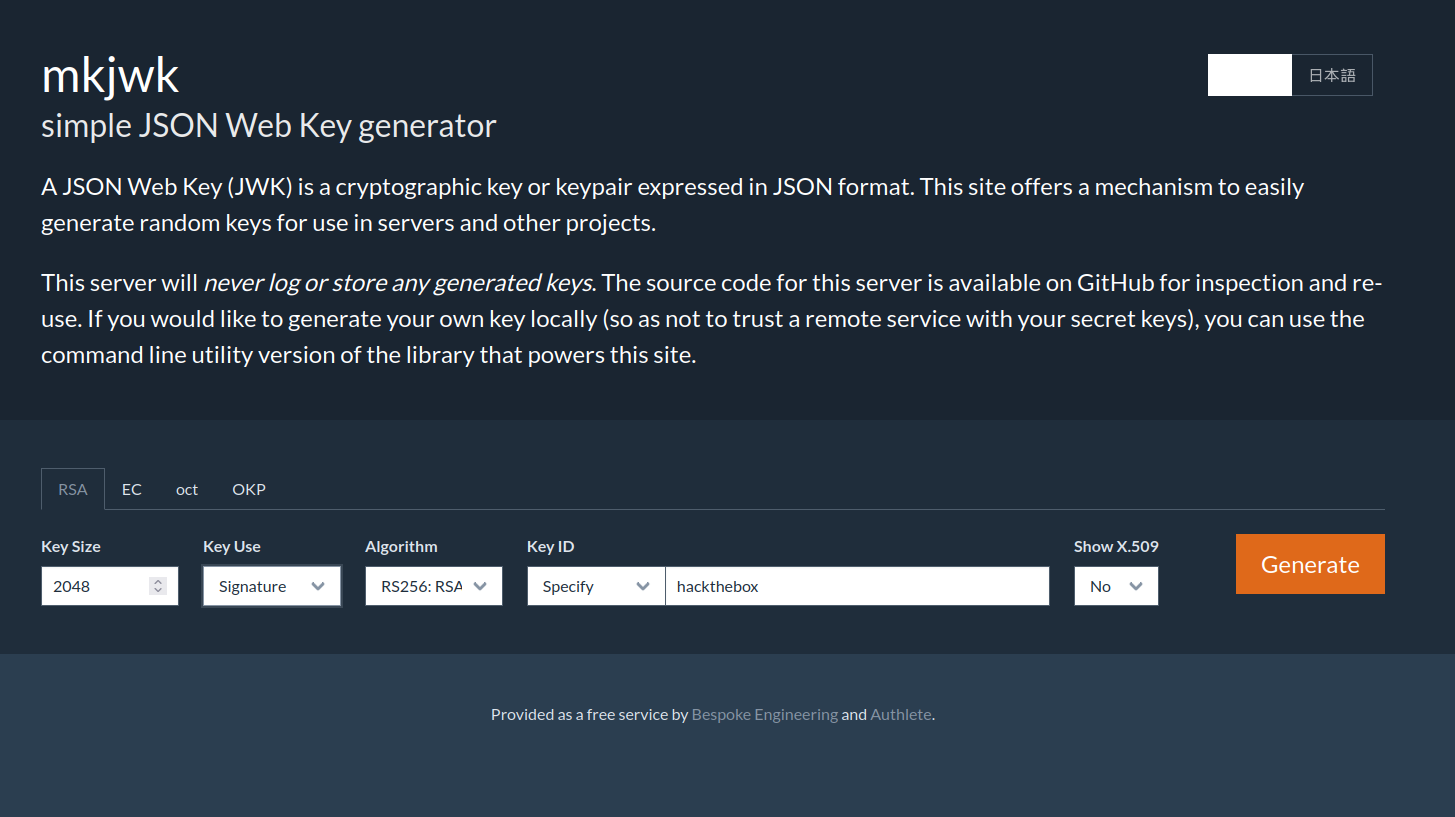 mkjwk
日本語
simple JSON Web Key generator
A JSON Web Key (JWK) is a cryptographic key or keypair expressed in JSON format. This site offers a mechanism to easily
generate random keys for use in servers and other projects.
This server will never log or store any generated keys. The source code for this server is available on GitHub for inspection and re-
use. If you would like to generate your own key locally (so as not to trust a remote service with your secret keys), you can use the
command line utility version of the library that powers this site.
RSA EC oct OKP
Key Size Key Use Algorithm Key ID Show X.509
2048 Signature RS256: RSA Specify hackthebox No Generate
Provided as a free service by Bespoke Engineering and Authlete.